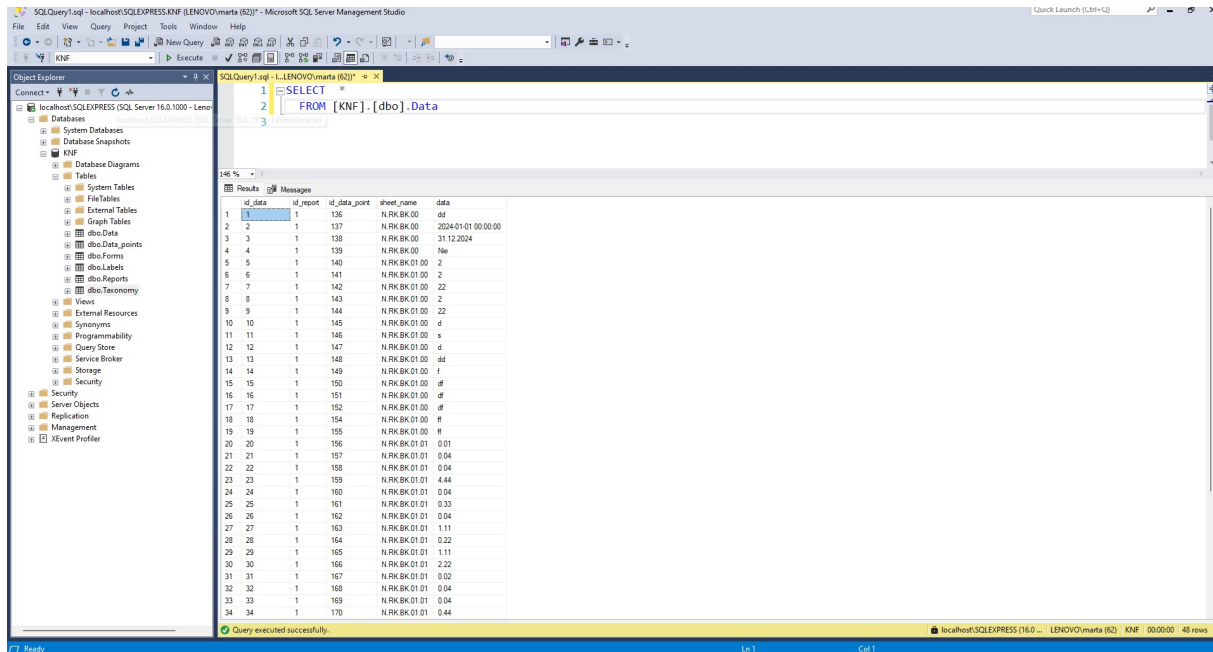 SQLQuery1.sql - localhost\SQLEXPRESS.KNF (LENOVO\marta (62))* - Microsoft SQL Server Management Studio
Quick Launch (Ctrl+Q)
File Edit View Query Project Tools Window Help
New Query
KNF
Execute
Object Explorer
Connect
localhost\SQLEXPRESS (SQL Server 16.0.1000 - Lenov
Databases
System Databases
Database Snapshots
KNF
Database Diagrams
Tables
System Tables
FileTables
External Tables
Graph Tables
dbo.Data
dbo.Data_points
dbo.Forms
dbo.Labels
dbo.Reports
dbo.Taxonomy
Views
External Resources
Synonyms
Programmability
Query Store
Service Broker
Storage
Security
Security
Server Objects
Replication
Management
XEvent Profiler
SQLQuery1.sql - l...LENOVO\marta (62))*
1 SELECT *
2 FROM [KNF].[dbo].Data
3
146 %
Results Messages
id_data id_report id_data_point sheet_name data
1 1 1 136 N.RK.BK.00 dd
2 2 1 137 N.RK.BK.00 2024-01-01 00:00:00
3 3 1 138 N.RK.BK.00 31.12.2024
4 4 1 139 N.RK.BK.00 Nie
5 5 1 140 N.RK.BK.01.00 2
6 6 1 141 N.RK.BK.01.00 2
7 7 1 142 N.RK.BK.01.00 22
8 8 1 143 N.RK.BK.01.00 2
9 9 1 144 N.RK.BK.01.00 22
10 10 1 145 N.RK.BK.01.00 d
11 11 1 146 N.RK.BK.01.00 s
12 12 1 147 N.RK.BK.01.00 d
13 13 1 148 N.RK.BK.01.00 dd
14 14 1 149 N.RK.BK.01.00 f
15 15 1 150 N.RK.BK.01.00 df
16 16 1 151 N.RK.BK.01.00 df
17 17 1 152 N.RK.BK.01.00 df
18 18 1 154 N.RK.BK.01.00 ff
19 19 1 155 N.RK.BK.01.00 ff
20 20 1 156 N.RK.BK.01.01 0.01
21 21 1 157 N.RK.BK.01.01 0.04
22 22 1 158 N.RK.BK.01.01 0.04
23 23 1 159 N.RK.BK.01.01 4.44
24 24 1 160 N.RK.BK.01.01 0.04
25 25 1 161 N.RK.BK.01.01 0.33
26 26 1 162 N.RK.BK.01.01 0.04
27 27 1 163 N.RK.BK.01.01 1.11
28 28 1 164 N.RK.BK.01.01 0.22
29 29 1 165 N.RK.BK.01.01 1.11
30 30 1 166 N.RK.BK.01.01 2.22
31 31 1 167 N.RK.BK.01.01 0.02
32 32 1 168 N.RK.BK.01.01 0.04
33 33 1 169 N.RK.BK.01.01 0.04
34 34 1 170 N.RK.BK.01.01 0.44
Query executed successfully.
localhost\SQLEXPRESS (16.0 ... LENOVO\marta (62) KNF 00:00:00 48 rows
Ready Ln 1 Col 1